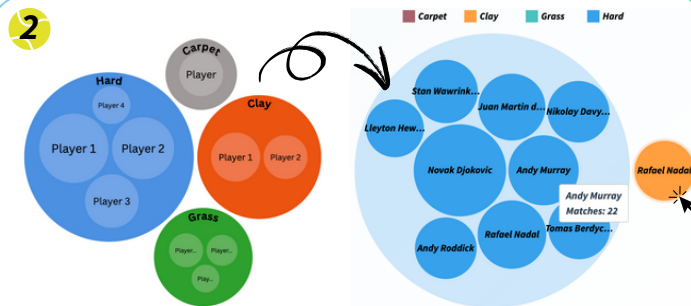 2
Carpet
Player
Hard
Player 4
Player 1
Player 2
Player 3
Clay
Player 1
Player 2
Grass
Player..
Player..
Play..
Carpet
Clay
Grass
Hard
Stan Wawrink...
Juan Martin d...
Nikolay Davy...
Lleyton Hew...
Novak Djokovic
Andy Murray
Rafael Nadal
Andy Murray
Matches: 22
Rafael Nadal
Tomas Berdyc...
Andy Roddick